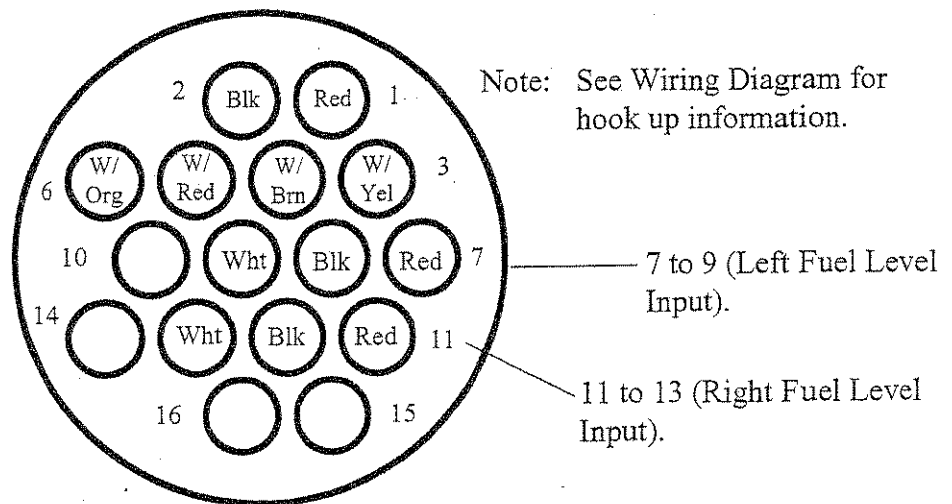 Note: See Wiring Diagram for
hook up information.
2 Blk Red 1
6 W/ Org W/ Red W/ Brn W/ Yel 3
10 Wht Blk Red 7
7 to 9 (Left Fuel Level
Input).
14 Wht Blk Red 11
11 to 13 (Right Fuel Level
Input).
16 15